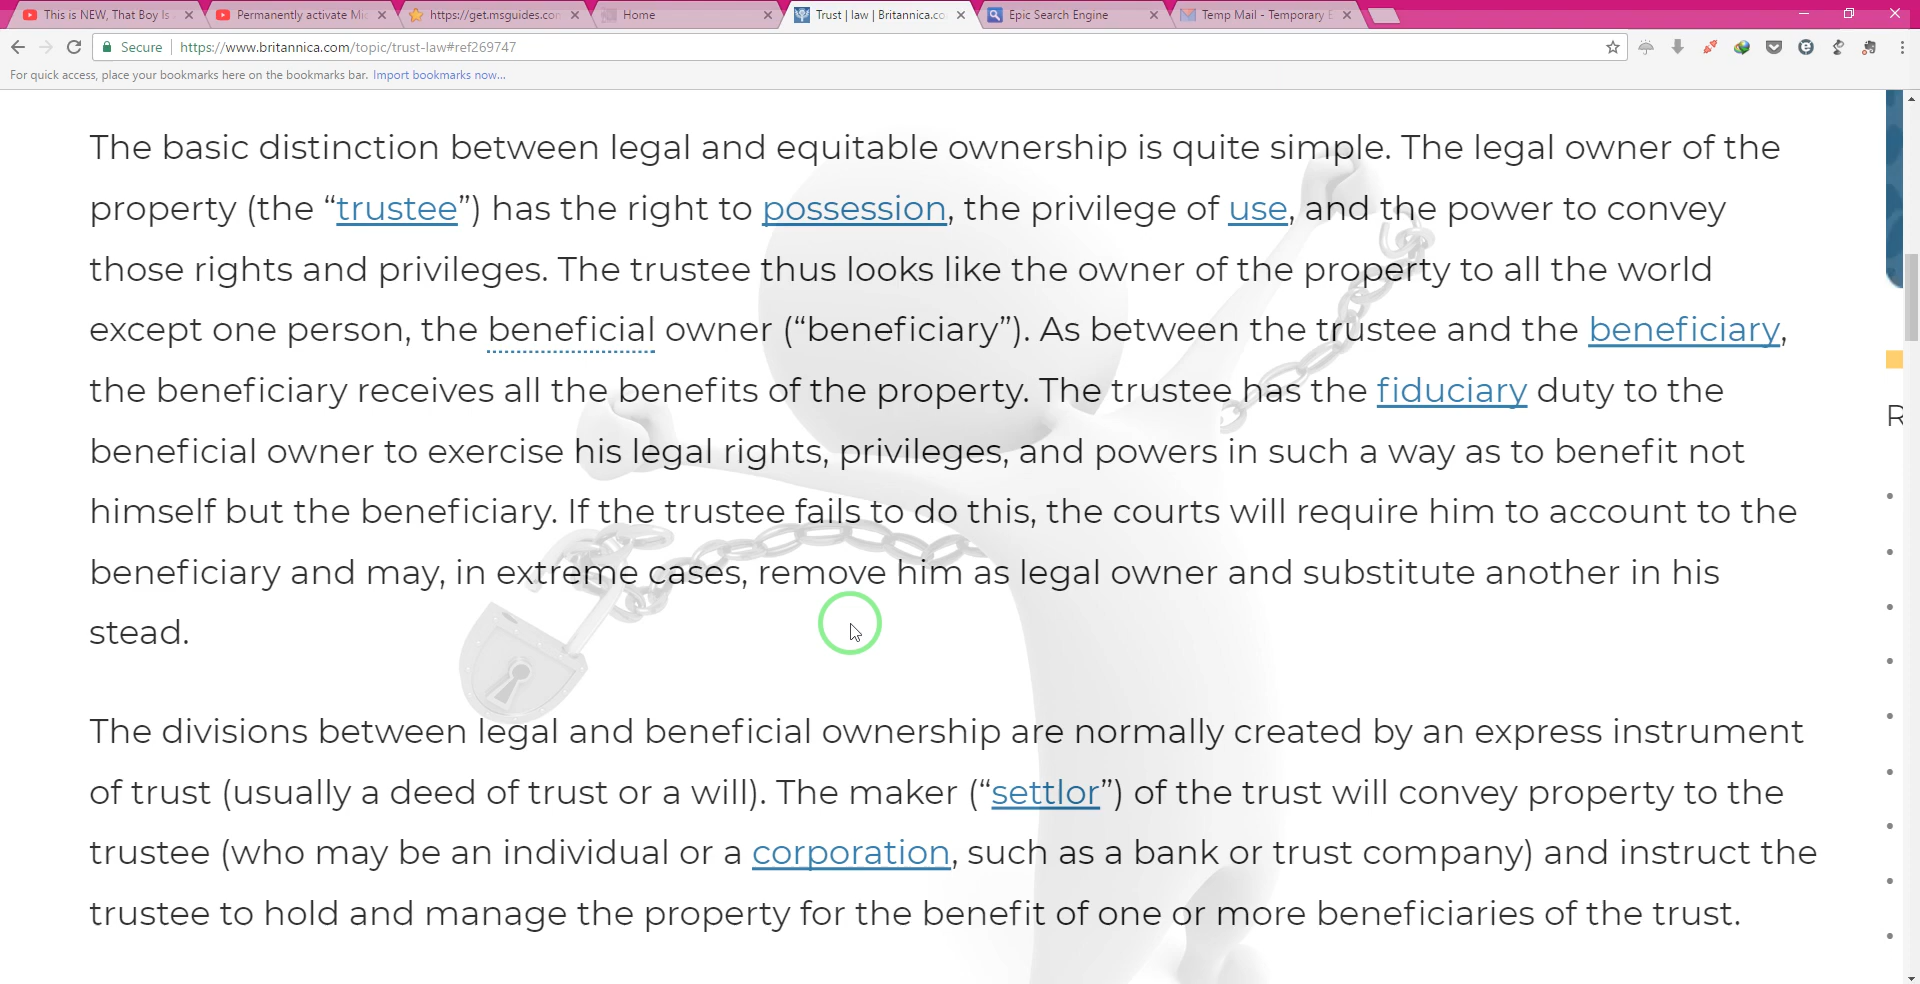 This is NEW, That Boy Is
Permanently activate Mi
https://get.msguides.com
Home
Trust | law | Britannica.co
Epic Search Engine
Temp Mail - Temporary E
Secure
https://www.britannica.com/topic/trust-law#ref269747
For quick access, place your bookmarks here on the bookmarks bar. Import bookmarks now...
The basic distinction between legal and equitable ownership is quite simple. The legal owner of the
property (the “trustee”) has the right to possession, the privilege of use, and the power to convey
those rights and privileges. The trustee thus looks like the owner of the property to all the world
except one person, the beneficial owner (“beneficiary”). As between the trustee and the beneficiary,
the beneficiary receives all the benefits of the property. The trustee has the fiduciary duty to the
beneficial owner to exercise his legal rights, privileges, and powers in such a way as to benefit not
himself but the beneficiary. If the trustee fails to do this, the courts will require him to account to the
beneficiary and may, in extreme cases, remove him as legal owner and substitute another in his
stead.
The divisions between legal and beneficial ownership are normally created by an express instrument
of trust (usually a deed of trust or a will). The maker (“settlor”) of the trust will convey property to the
trustee (who may be an individual or a corporation, such as a bank or trust company) and instruct the
trustee to hold and manage the property for the benefit of one or more beneficiaries of the trust.